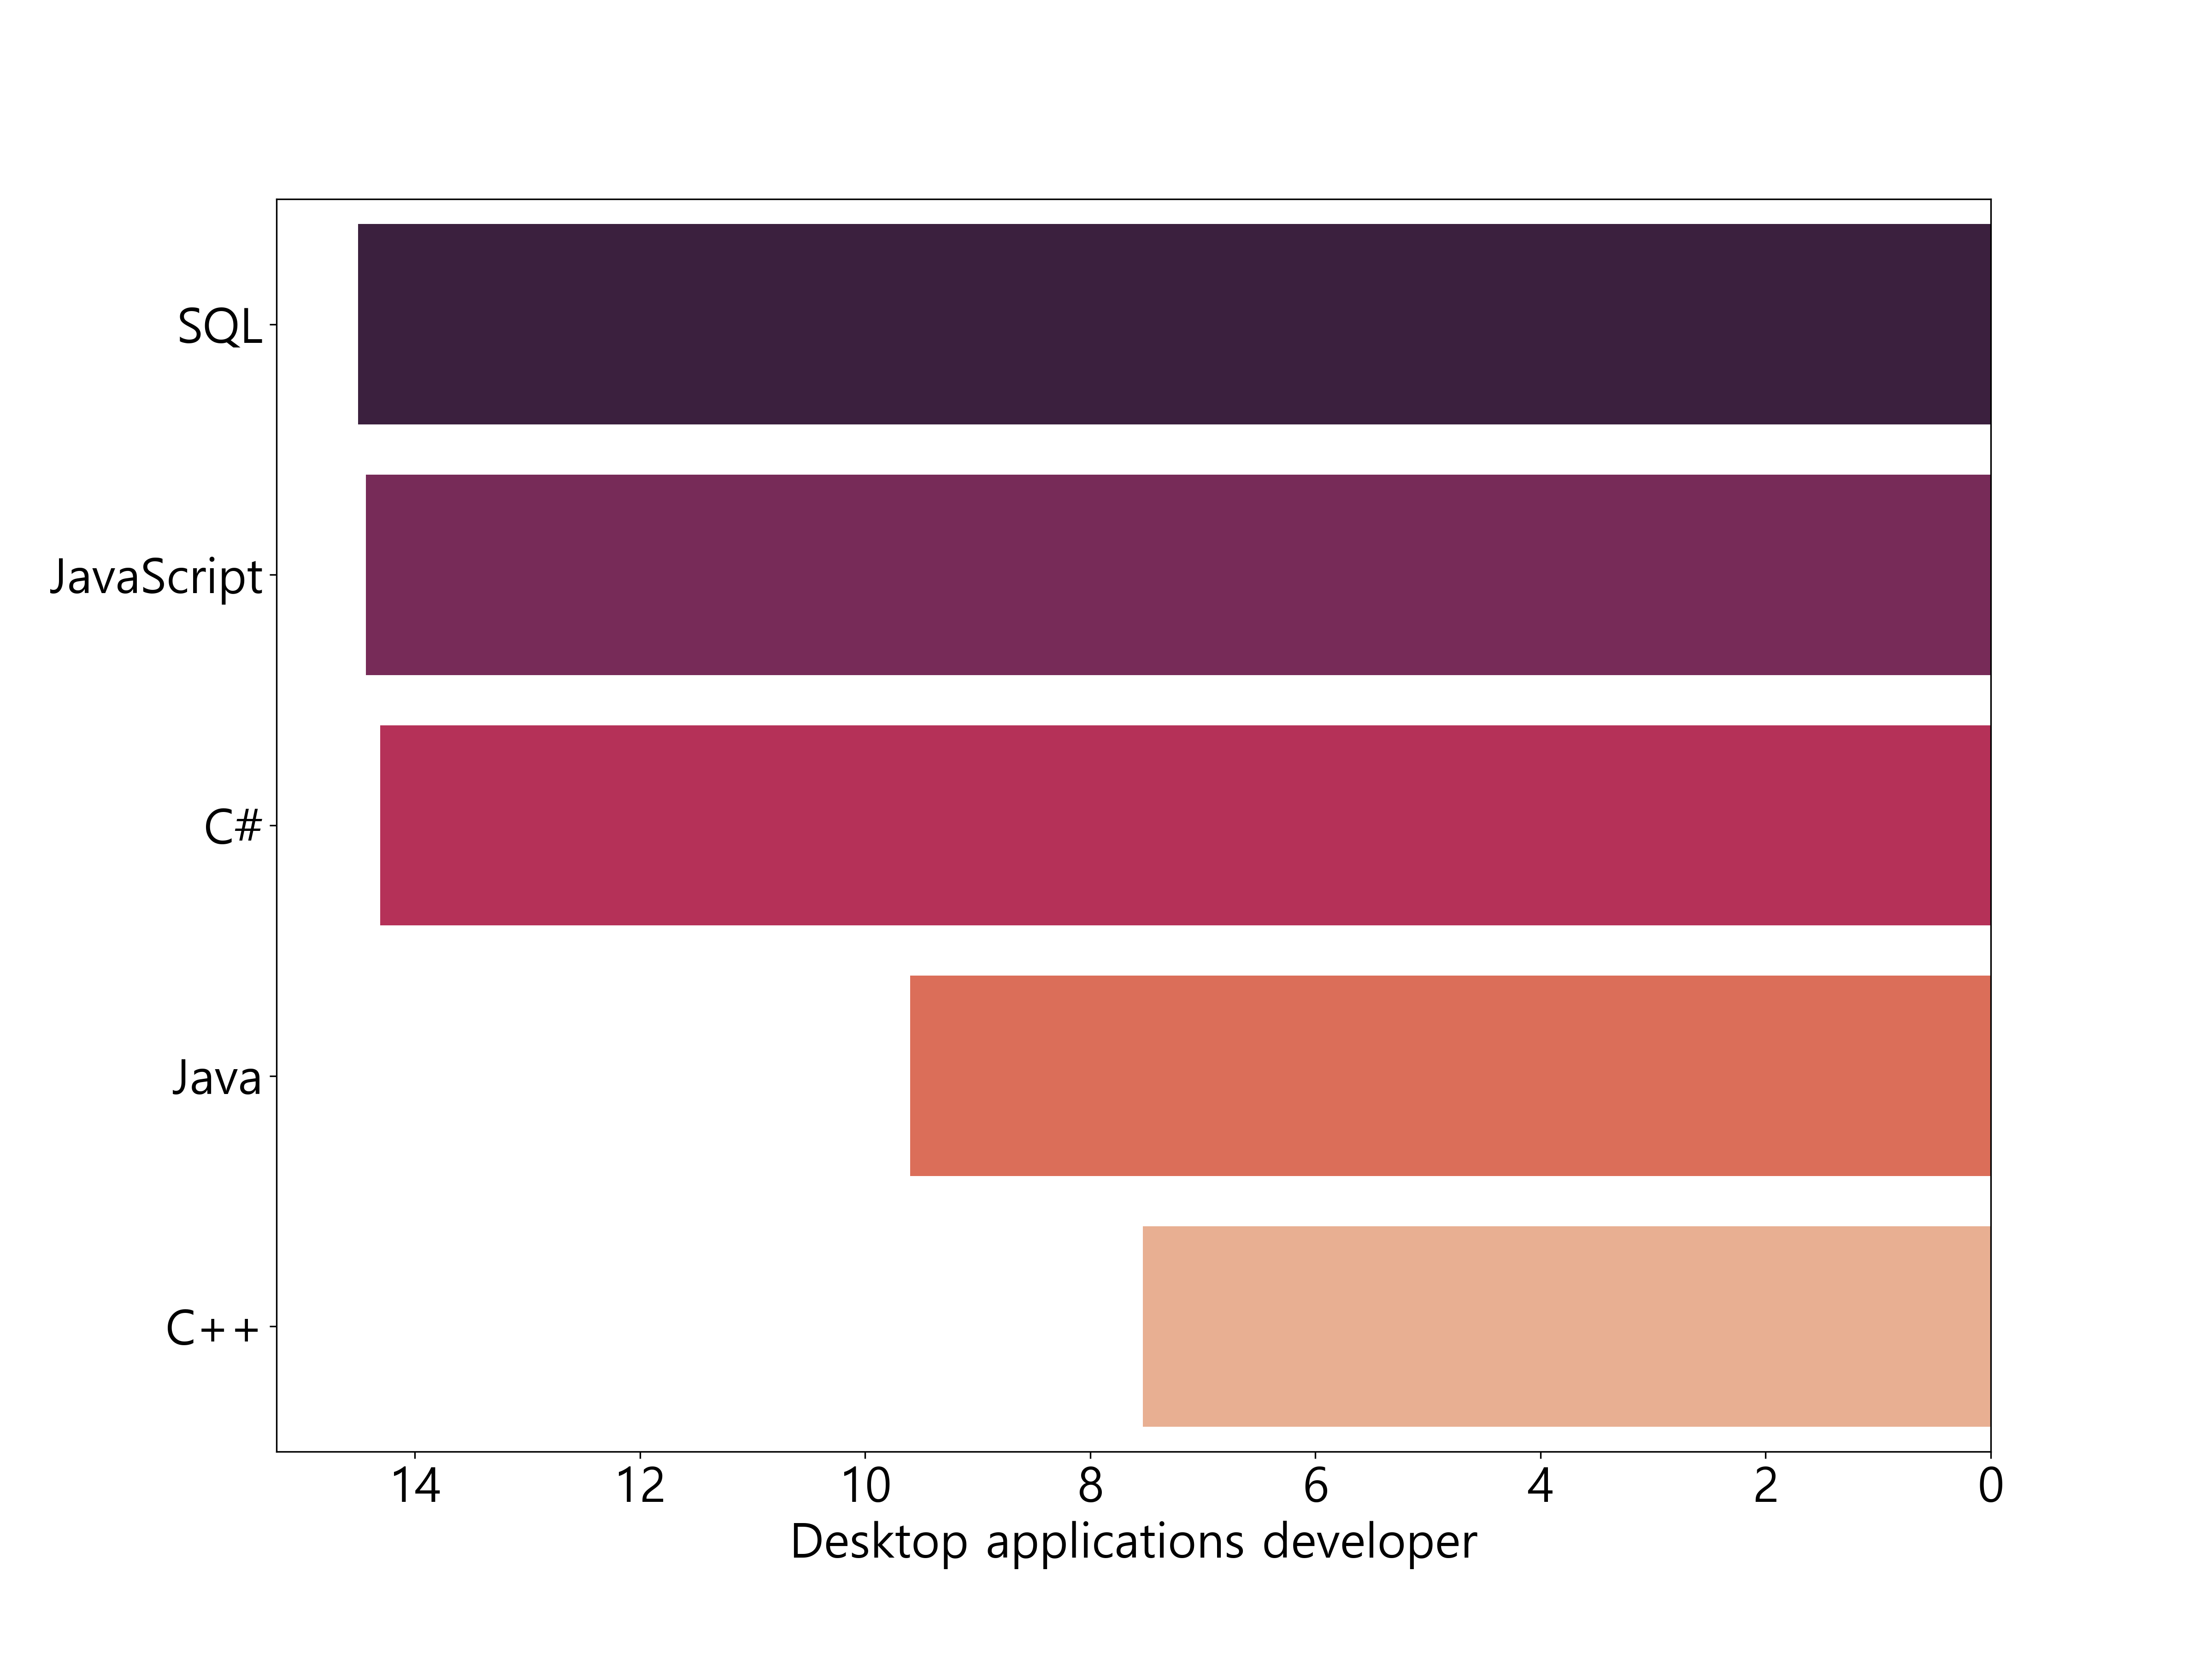 SQL
JavaScript
C#
Java
C++
14 12 10 8 6 4 2 0
Desktop applications developer